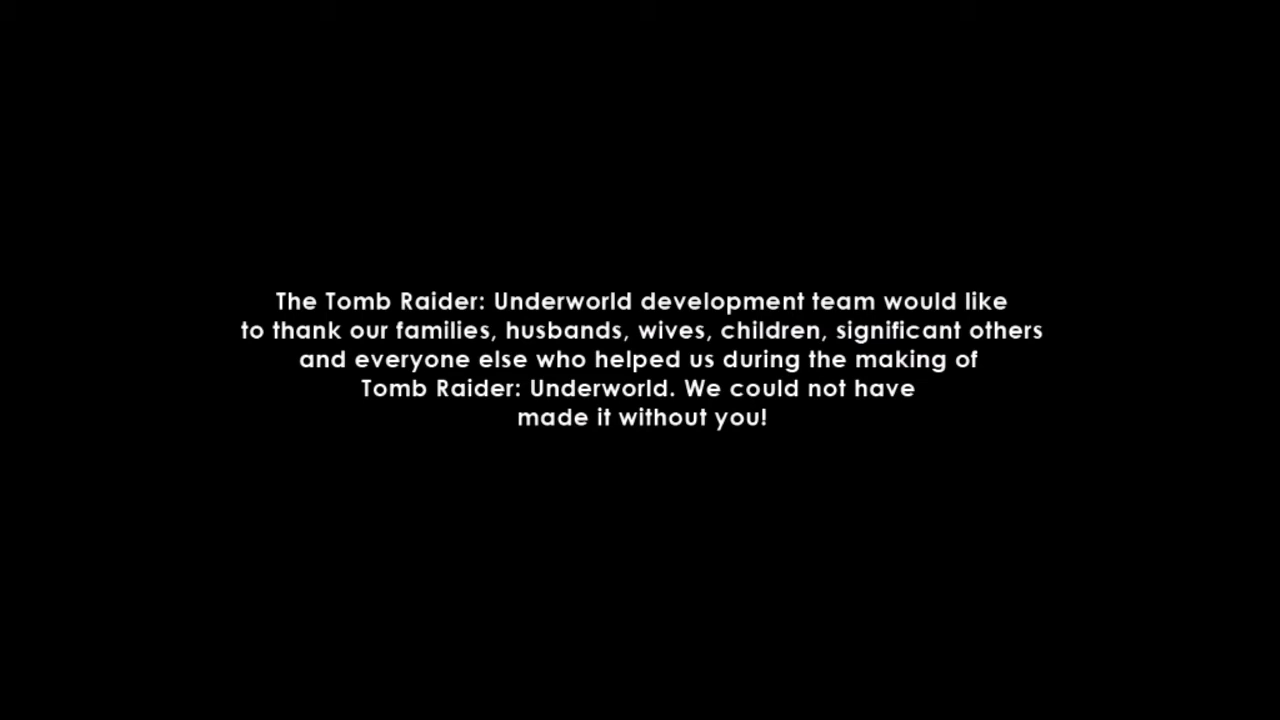 The Tomb Raider: Underworld development team would like
to thank our families, husbands, wives, children, significant others
and everyone else who helped us during the making of
Tomb Raider: Underworld. We could not have
made it without you!